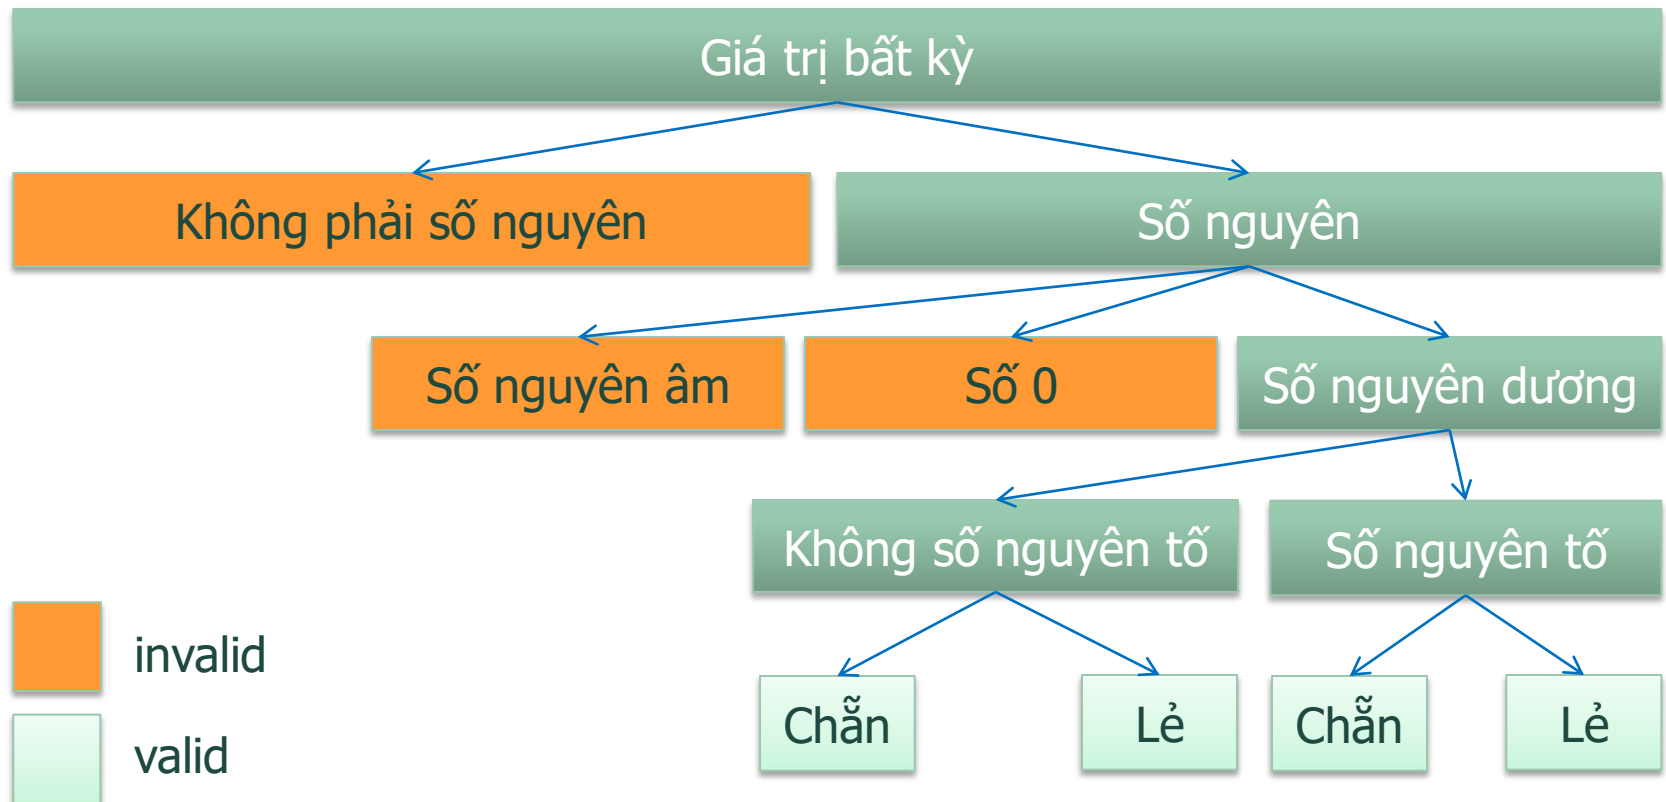 Giá trị bất kỳ
Không phải số nguyên
Số nguyên
Số nguyên âm
Số 0
Số nguyên dương
Không số nguyên tố
Số nguyên tố
Chẵn
Lẻ
Chẵn
Lẻ
invalid
valid